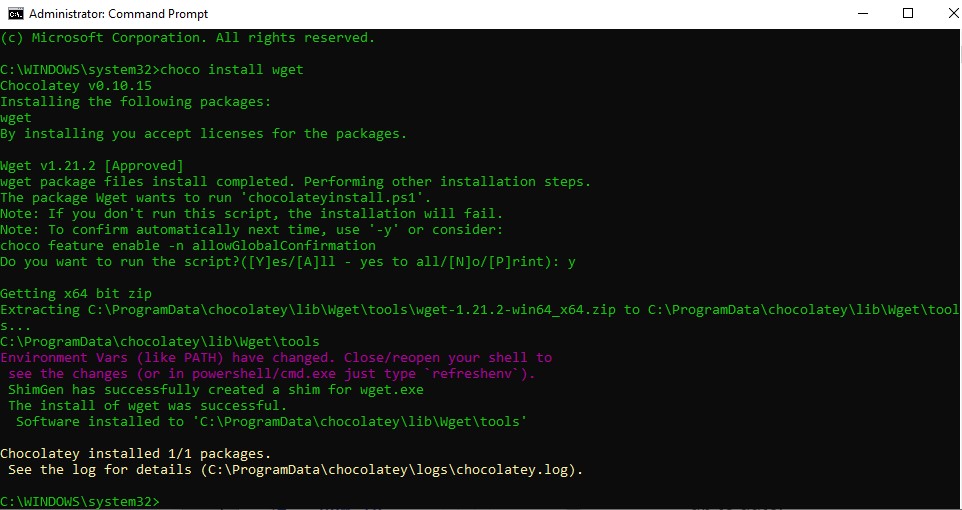 Administrator: Command Prompt
(c) Microsoft Corporation. All rights reserved.
C:\WINDOWS\system32>choco install wget
Chocolatey v0.10.15
Installing the following packages:
wget
By installing you accept licenses for the packages.
Wget v1.21.2 [Approved]
wget package files install completed. Performing other installation steps.
The package Wget wants to run 'chocolateyinstall.ps1'.
Note: If you don't run this script, the installation will fail.
Note: To confirm automatically next time, use '-y' or consider:
choco feature enable -n allowGlobalConfirmation
Do you want to run the script?([Y]es/[A]ll - yes to all/[N]o/[P]rint): y
Getting x64 bit zip
Extracting C:\ProgramData\chocolatey\lib\Wget\tools\wget-1.21.2-win64_x64.zip to C:\ProgramData\chocolatey\lib\Wget\tool
s...
C:\ProgramData\chocolatey\lib\Wget\tools
Environment Vars (like PATH) have changed. Close/reopen your shell to
see the changes (or in powershell/cmd.exe just type `refreshenv`).
ShimGen has successfully created a shim for wget.exe
The install of wget was successful.
Software installed to 'C:\ProgramData\chocolatey\lib\Wget\tools'
Chocolatey installed 1/1 packages.
See the log for details (C:\ProgramData\chocolatey\logs\chocolatey.log).
C:\WINDOWS\system32>